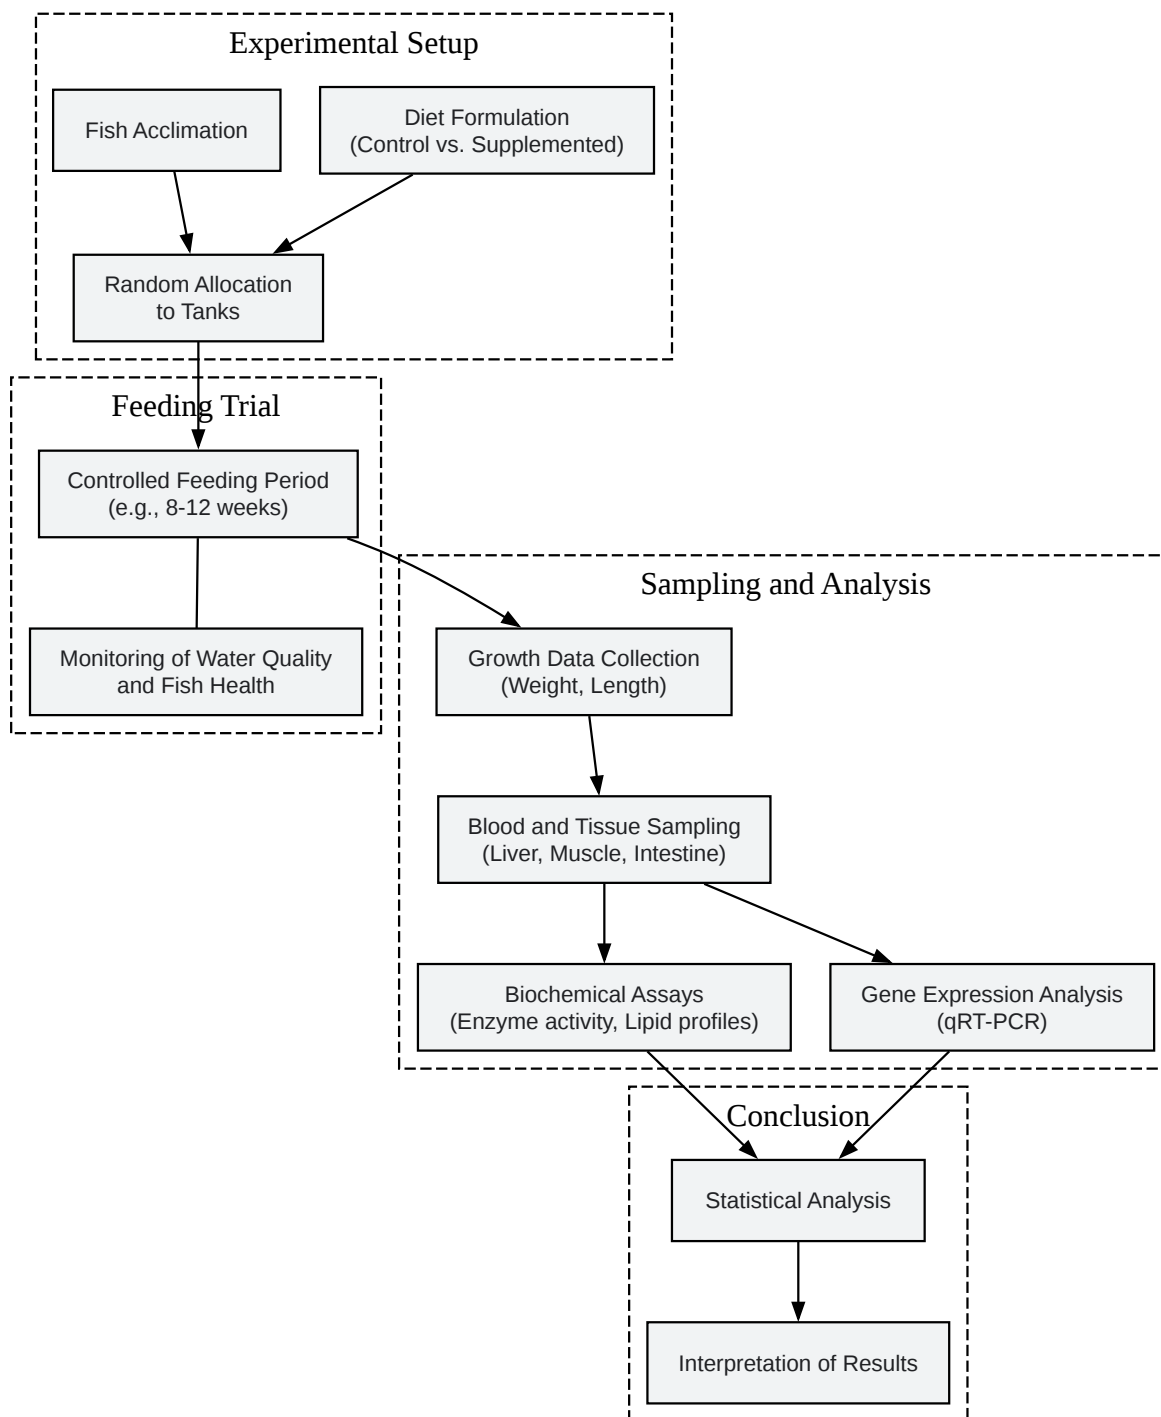 Experimental Setup
Fish Acclimation
Diet Formulation
(Control vs. Supplemented)
Random Allocation
to Tanks
Feeding Trial
Controlled Feeding Period
(e.g., 8-12 weeks)
Monitoring of Water Quality
and Fish Health
Sampling and Analysis
Growth Data Collection
(Weight, Length)
Blood and Tissue Sampling
(Liver, Muscle, Intestine)
Biochemical Assays
(Enzyme activity, Lipid profiles)
Gene Expression Analysis
(qRT-PCR)
Conclusion
Statistical Analysis
Interpretation of Results